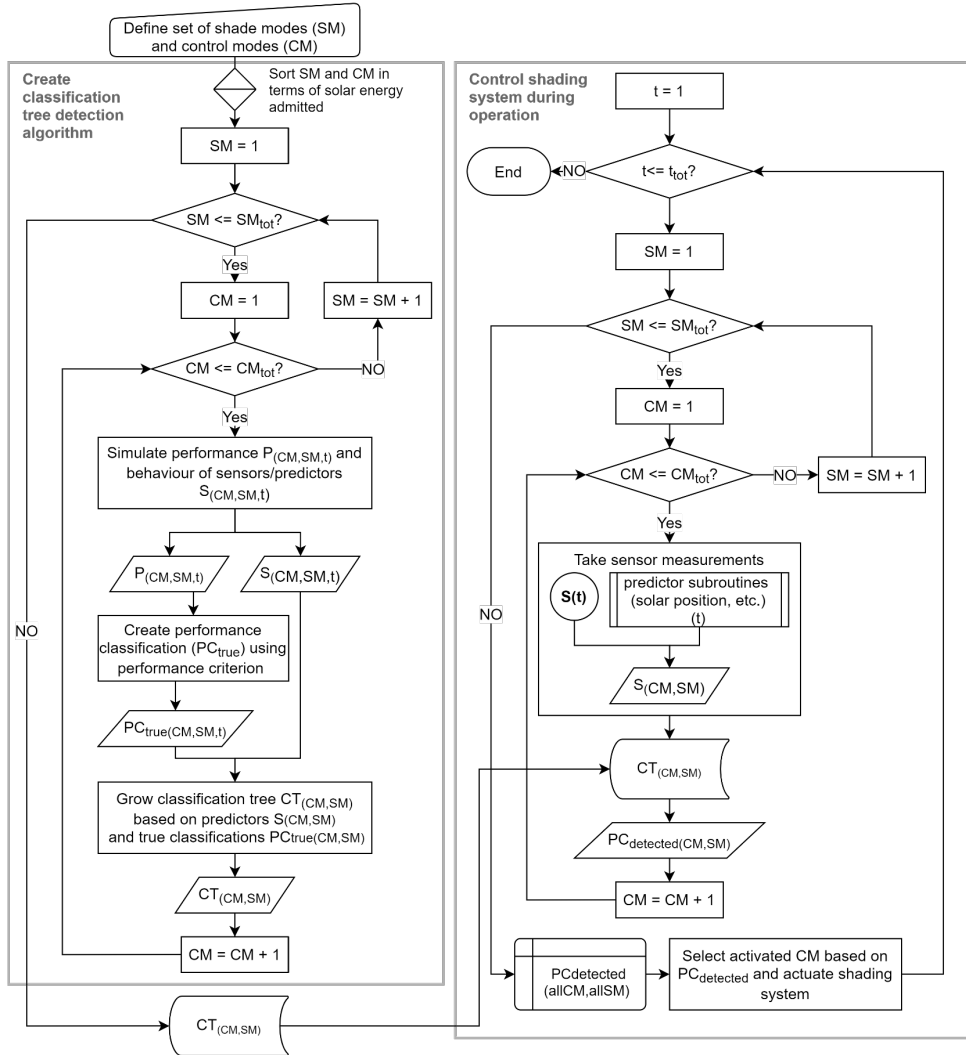 Define set of shade modes (SM)
and control modes (CM)
Create
classification
tree detection
algorithm
Sort SM and CM in
terms of solar energy
admitted
SM = 1
SM <= SMtot?
Yes
CM = 1
SM = SM + 1
CM <= CMtot?
NO
Yes
Simulate performance P(CM,SM,t) and
behaviour of sensors/predictors
S(CM,SM,t)
P(CM,SM,t)
S(CM,SM,t)
NO
Create performance
classification (PCtrue) using
performance criterion
PCtrue(CM,SM,t)
Grow classification tree CT(CM,SM)
based on predictors S(CM,SM)
and true classifications PCtrue(CM,SM)
CT(CM,SM)
CM = CM + 1
CT(CM,SM)
Control shading
system during
operation
t = 1
t<= ttot?
NO
End
SM = 1
SM <= SMtot?
Yes
CM = 1
CM <= CMtot?
NO
SM = SM + 1
Yes
Take sensor measurements
S(t)
predictor subroutines
(solar position, etc.)
(t)
NO
S(CM,SM)
CT(CM,SM)
PCdetected(CM,SM)
CM = CM + 1
PCdetected
(allCM,allSM)
Select activated CM based on
PCdetected and actuate shading
system